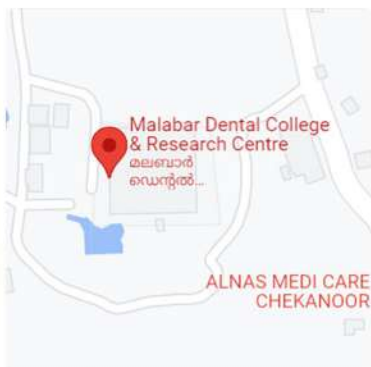 Malabar Dental College
& Research Centre
മലബാർ
ഡെന്റൽ...
ALNAS MEDI CARE
CHEKANOOR